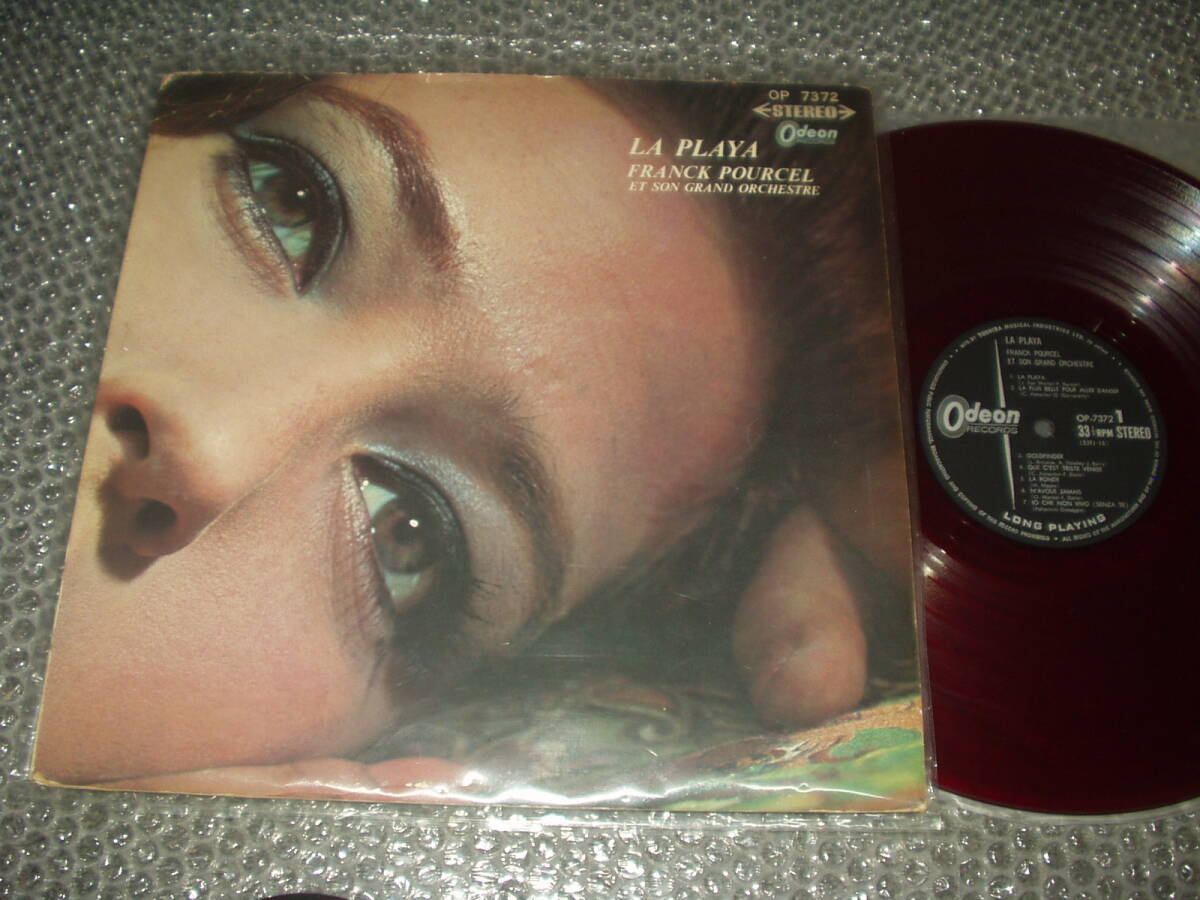 OP 7372
STEREO
Odeon
RECORDS
LA PLAYA
FRANCK POURCEL
ET SON GRAND ORCHESTRE
LA PLAYA
FRANCK POURCEL
ET SON GRAND ORCHESTRE
1. LA PLAYA
2. LA PLUS BELLE POUR ALLER DANSER
Odeon
RECORDS
OP-7372 1
33⅓RPM STEREO
3. GOLDFINGER
4. QUE C'EST TRISTE VENISE
5. LA RONDE
6. N'AVOUE JAMAIS
7. IO CHE NON VIVO (SENZA TE)
LONG PLAYING